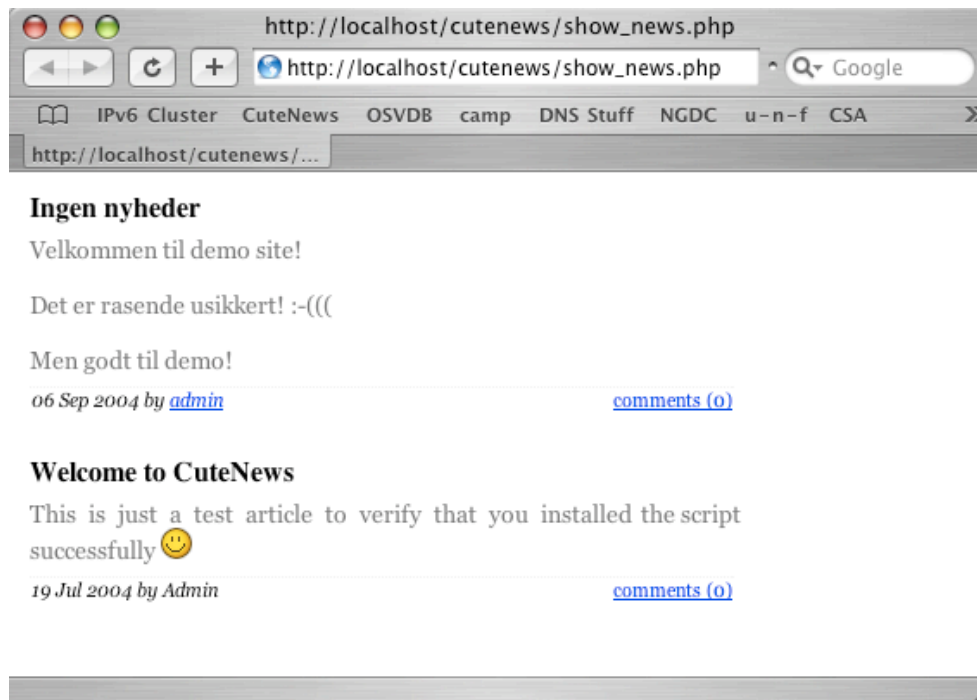 http://localhost/cutenews/show_news.php
http://localhost/cutenews/show_news.php Google
IPv6 Cluster CuteNews OSVDB camp DNS Stuff NGDC u-n-f CSA
http://localhost/cutenews/...
Ingen nyheder
Velkommen til demo site!
Det er rasende usikkert! :-(((
Men godt til demo!
06 Sep 2004 by admin comments (0)
Welcome to CuteNews
This is just a test article to verify that you installed the script
successfully
19 Jul 2004 by Admin comments (0)